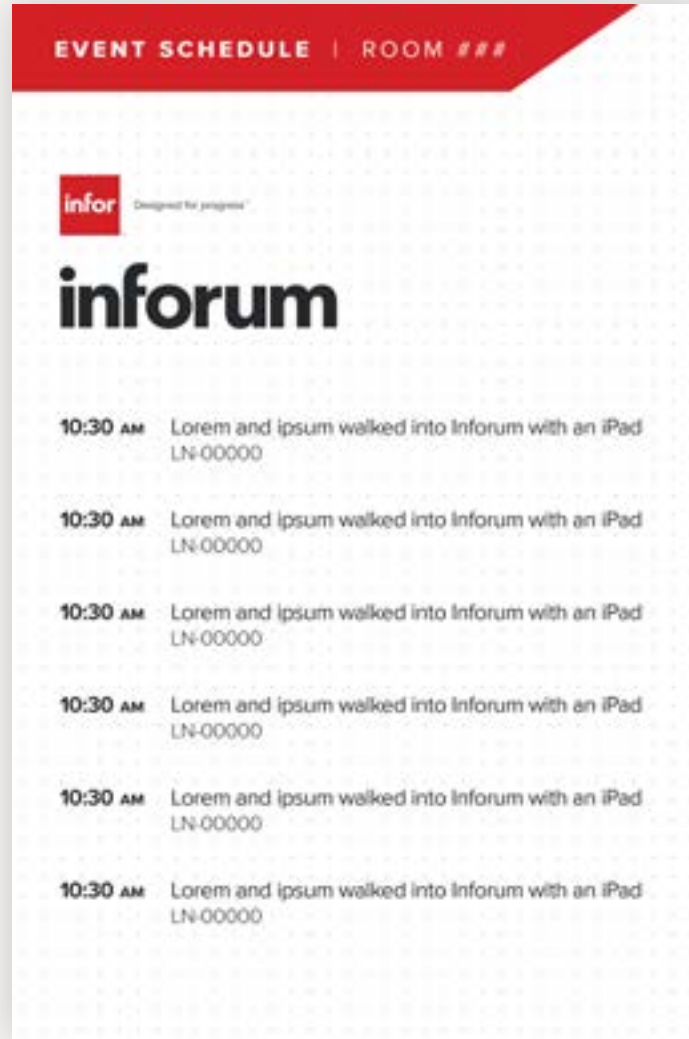 EVENT SCHEDULE | ROOM ###
infor
Designed for progress™
inforum
10:30 AM Lorem and ipsum walked into Inforum with an iPad
LN-00000
10:30 AM Lorem and ipsum walked into Inforum with an iPad
LN-00000
10:30 AM Lorem and ipsum walked into Inforum with an iPad
LN-00000
10:30 AM Lorem and ipsum walked into Inforum with an iPad
LN-00000
10:30 AM Lorem and ipsum walked into Inforum with an iPad
LN-00000
10:30 AM Lorem and ipsum walked into Inforum with an iPad
LN-00000